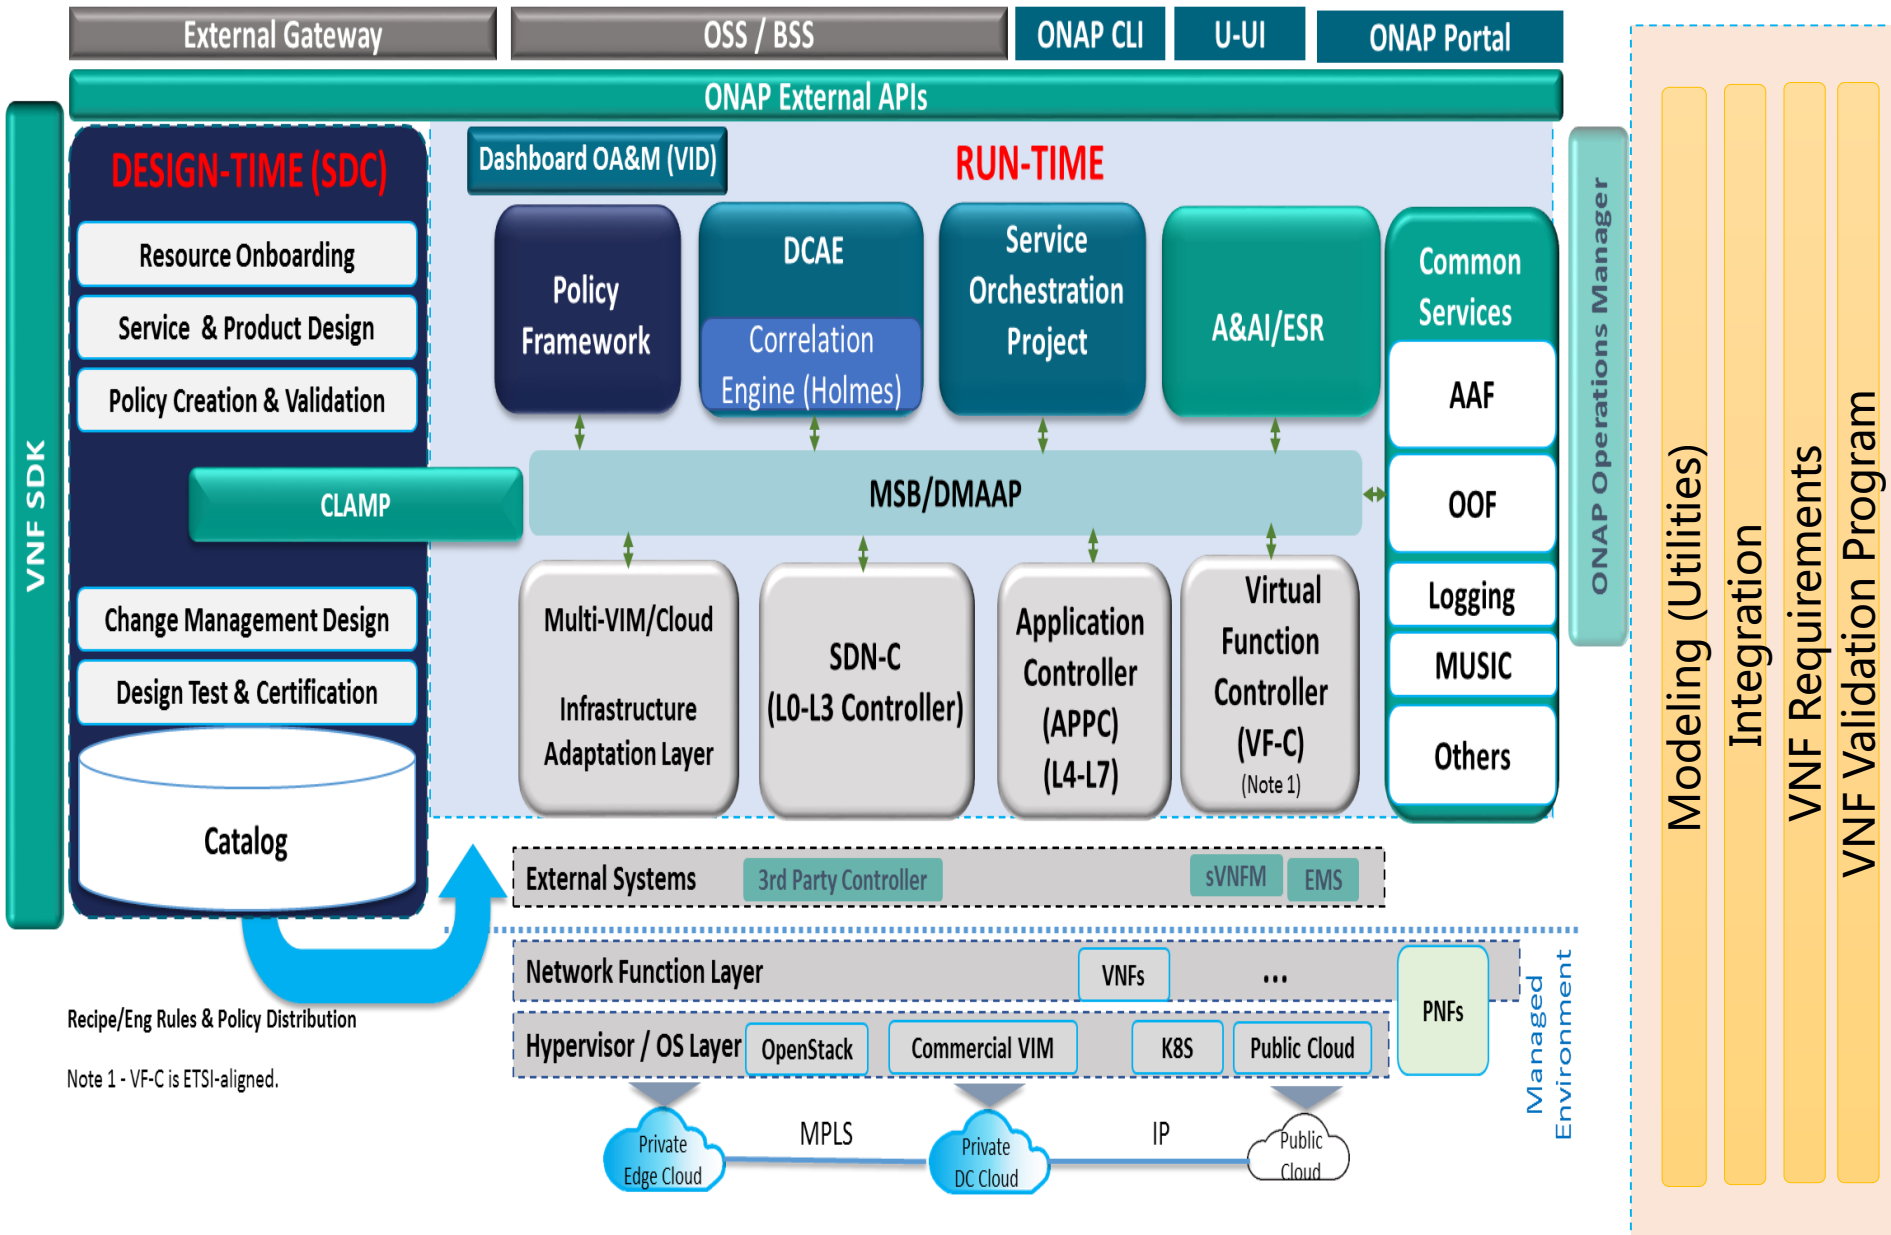 External Gateway
OSS / BSS
ONAP CLI
U-UI
ONAP Portal
ONAP External APIs
VNF SDK
DESIGN-TIME (SDC)
Resource Onboarding
Service & Product Design
Policy Creation & Validation
CLAMP
Change Management Design
Design Test & Certification
Catalog
Dashboard OA&M (VID)
RUN-TIME
Policy
Framework
DCAE
Correlation
Engine (Holmes)
Service
Orchestration
Project
A&AI/ESR
Common
Services
AAF
OOF
Logging
MUSIC
Others
MSB/DMAAP
Multi-VIM/Cloud
Infrastructure
Adaptation Layer
SDN-C
(L0-L3 Controller)
Application
Controller
(APPC)
(L4-L7)
Virtual
Function
Controller
(VF-C)
(Note 1)
ONAP Operations Manager
Modeling (Utilities)
Integration
VNF Requirements
VNF Validation Program
External Systems
3rd Party Controller
sVNFM
EMS
Network Function Layer
VNFs
...
PNFs
Hypervisor / OS Layer
OpenStack
Commercial VIM
K8S
Public Cloud
Managed
Environment
Recipe/Eng Rules & Policy Distribution
Note 1 - VF-C is ETSI-aligned.
Private
Edge Cloud
MPLS
Private
DC Cloud
IP
Public
Cloud